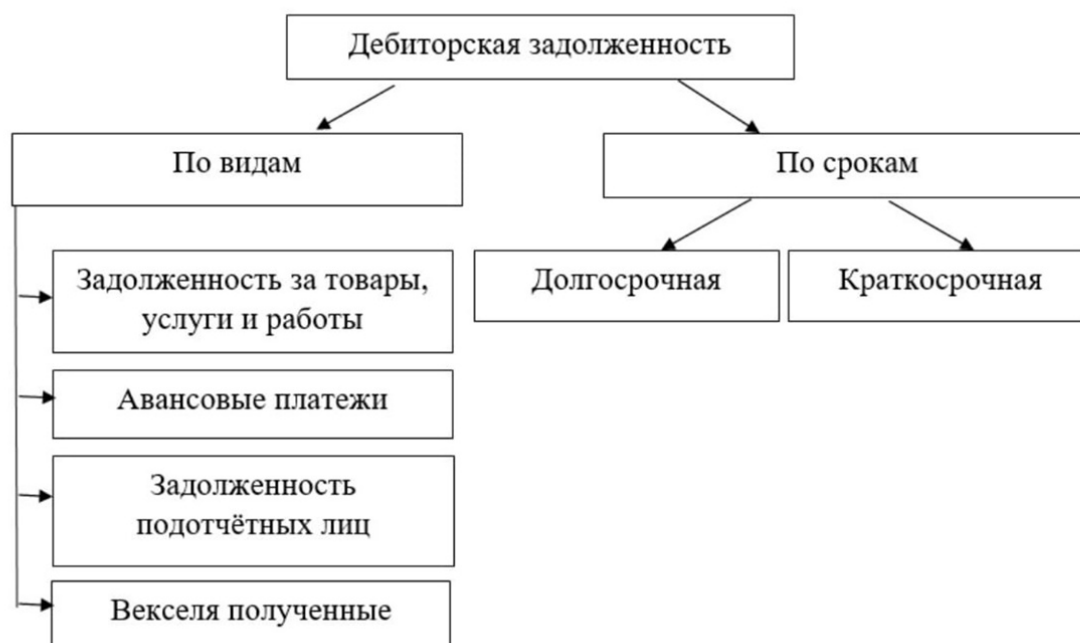 Дебиторская задолженность
По видам
По срокам
Задолженность за товары,
услуги и работы
Долгосрочная
Краткосрочная
Авансовые платежи
Задолженность
подотчётных лиц
Векселя полученные